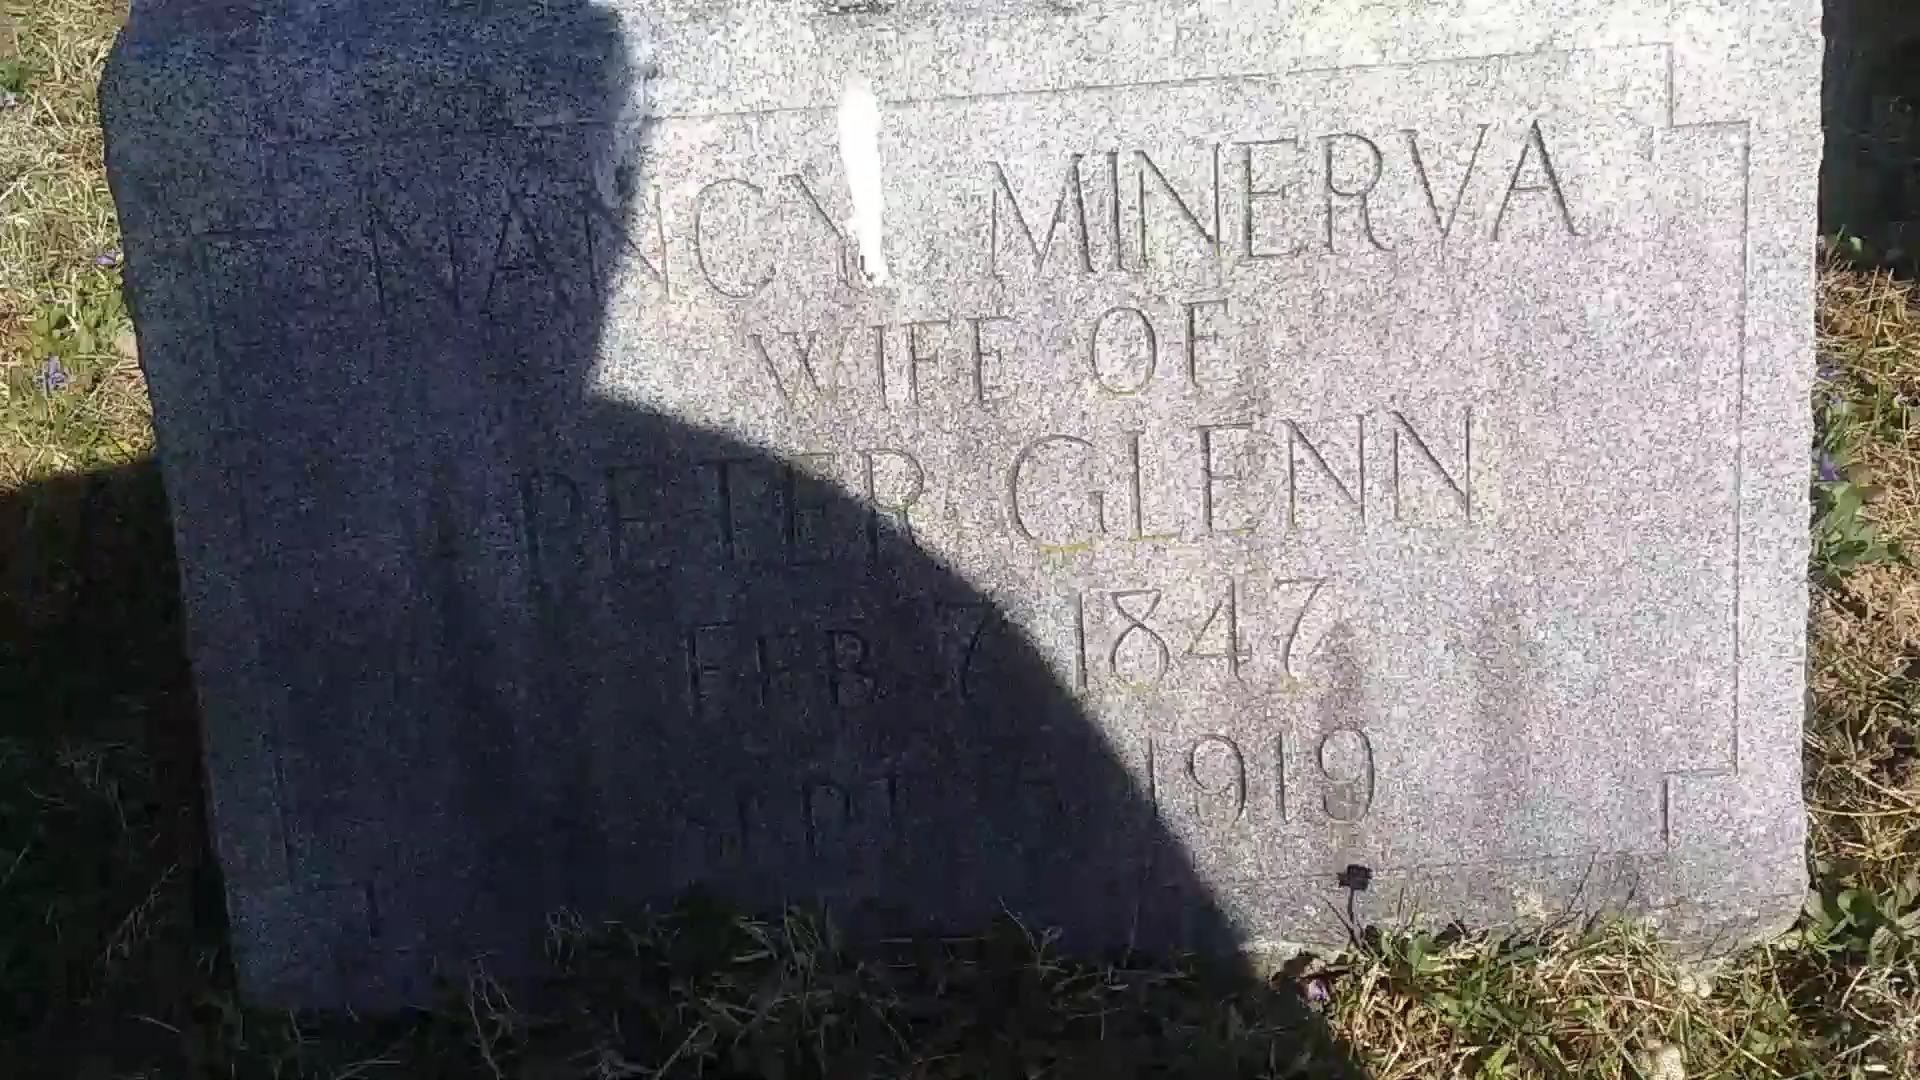 NANCY MINERVA
WIFE OF
PETER GLENN
FEB 7 1847
1919